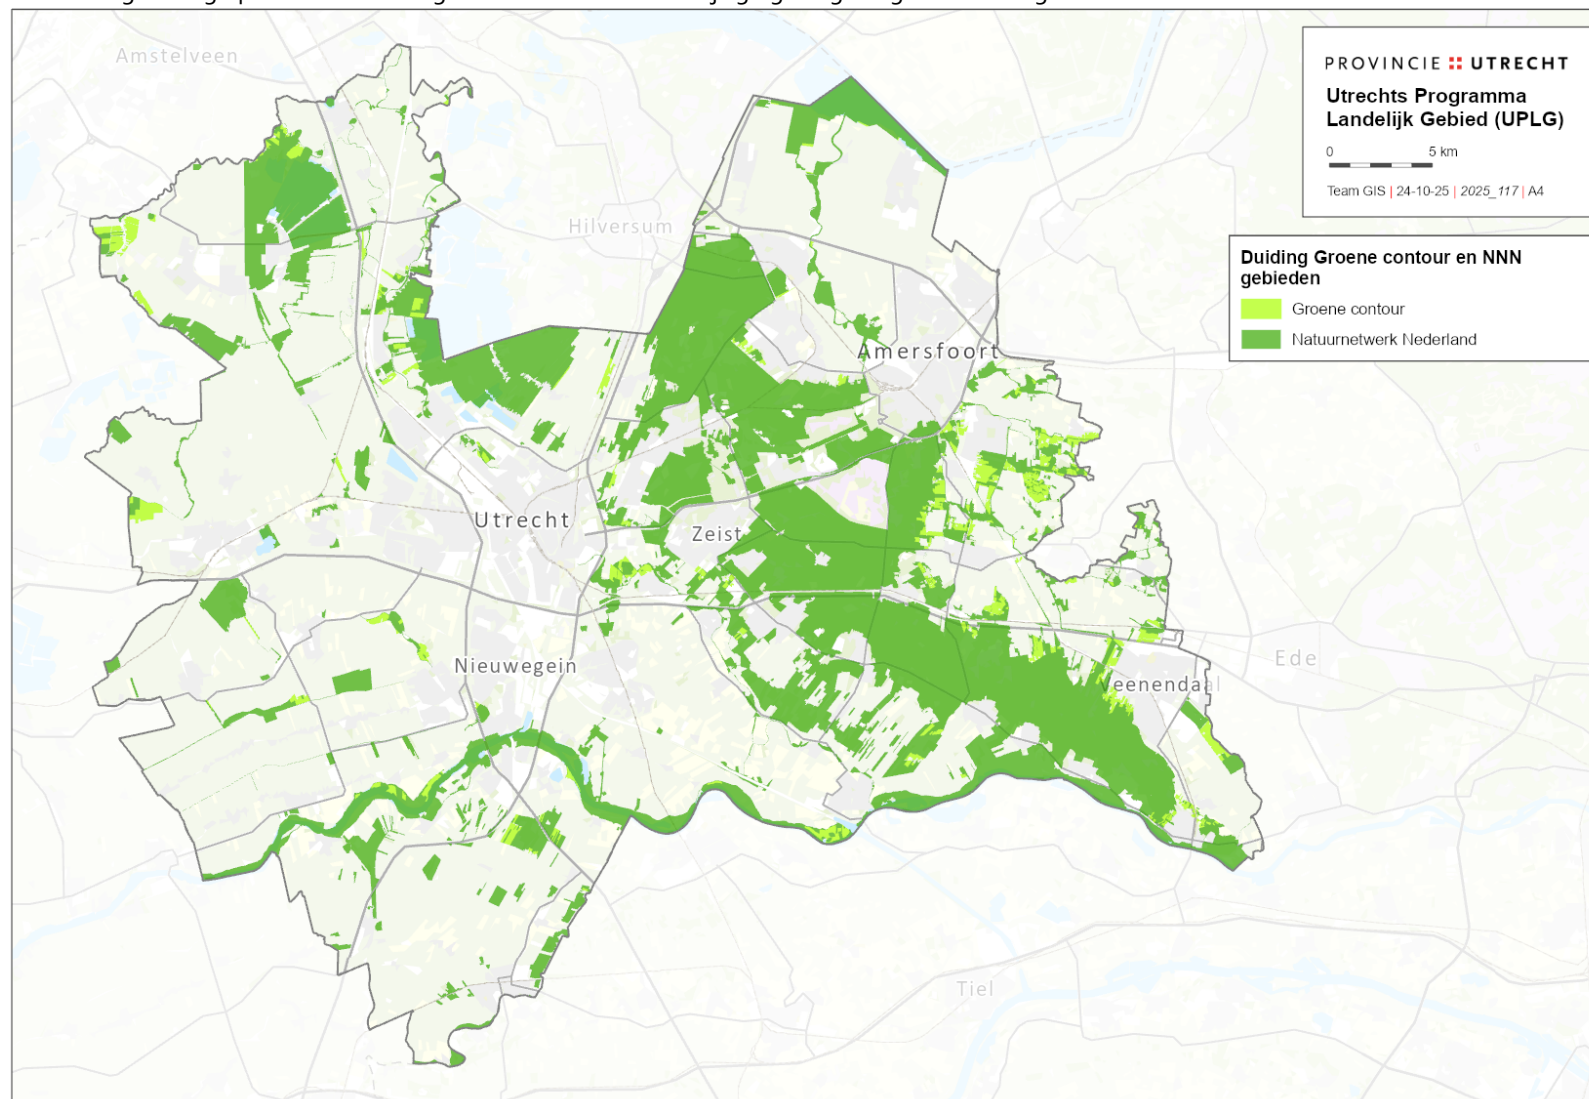 Amstelveen
PROVINCIE UTRECHT
Utrechts Programma
Landelijk Gebied (UPLG)
0 5 km
Team GIS | 24-10-25 | 2025_117 | A4
Hilversum
Duiding Groene contour en NNN
gebieden
Groene contour
Natuurnetwerk Nederland
Amersfoort
Utrecht
Zeist
Nieuwegein
Ede
Veenendaal
Tiel